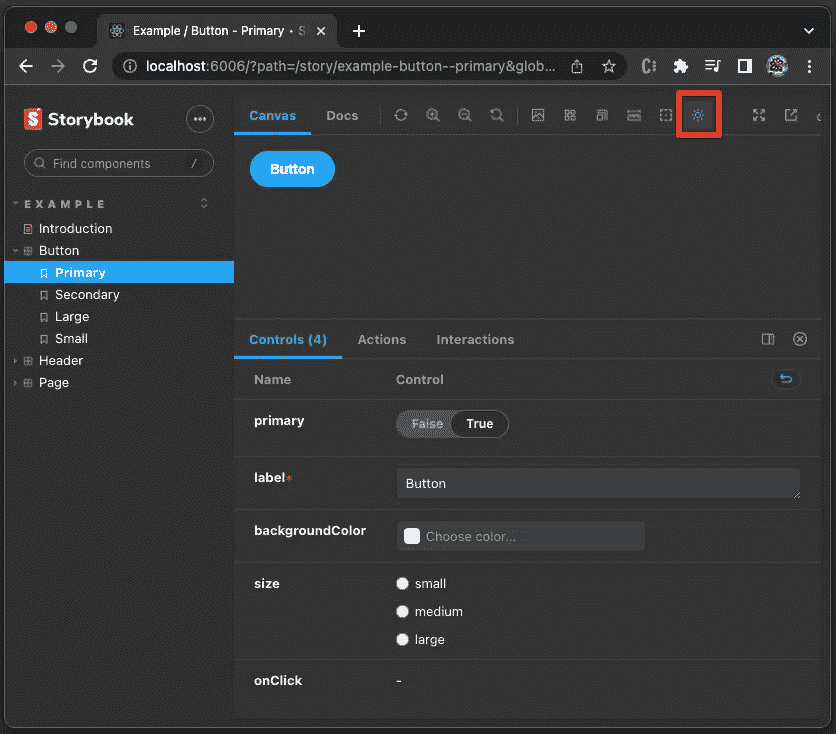 Example / Button - Primary • S
localhost:6006/?path=/story/example-button--primary&glob...
Storybook
Canvas Docs
Find components /
Button
EXAMPLE
Introduction
Button
Primary
Secondary
Large
Small
Header
Page
Controls (4) Actions Interactions
Name Control
primary False True
label* Button
backgroundColor Choose color...
size small
medium
large
onClick -